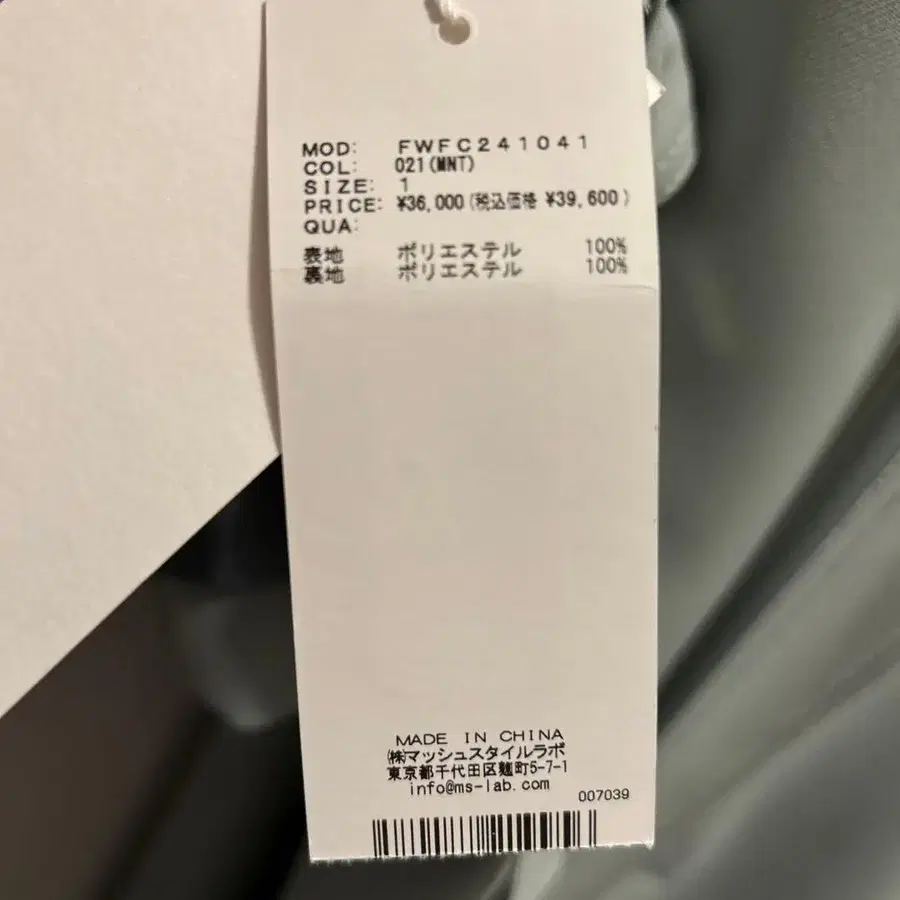 MOD: FWFC241041
COL: 021(MNT)
SIZE: 1
PRICE: ¥36,000(税込価格 ¥39,600)
QUA:
表地 ポリエステル 100%
裏地 ポリエステル 100%
MADE IN CHINA
㈱マッシュスタイルラボ
東京都千代田区麹町5-7-1
info@ms-lab.com
007039